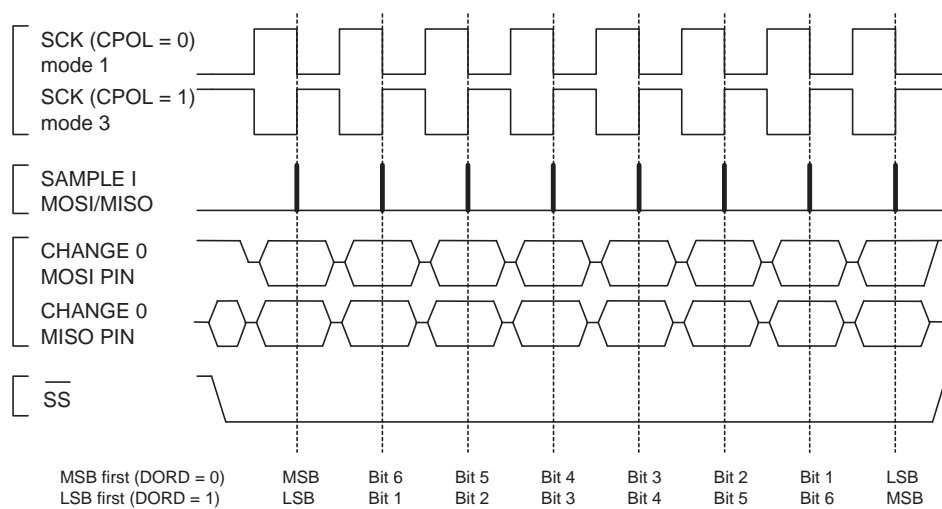 SCK (CPOL = 0)
mode 1
SCK (CPOL = 1)
mode 3
SAMPLE I
MOSI/MISO
CHANGE 0
MOSI PIN
CHANGE 0
MISO PIN
SS
MSB first (DORD = 0) MSB Bit 6 Bit 5 Bit 4 Bit 3 Bit 2 Bit 1 LSB
LSB first (DORD = 1) LSB Bit 1 Bit 2 Bit 3 Bit 4 Bit 5 Bit 6 MSB